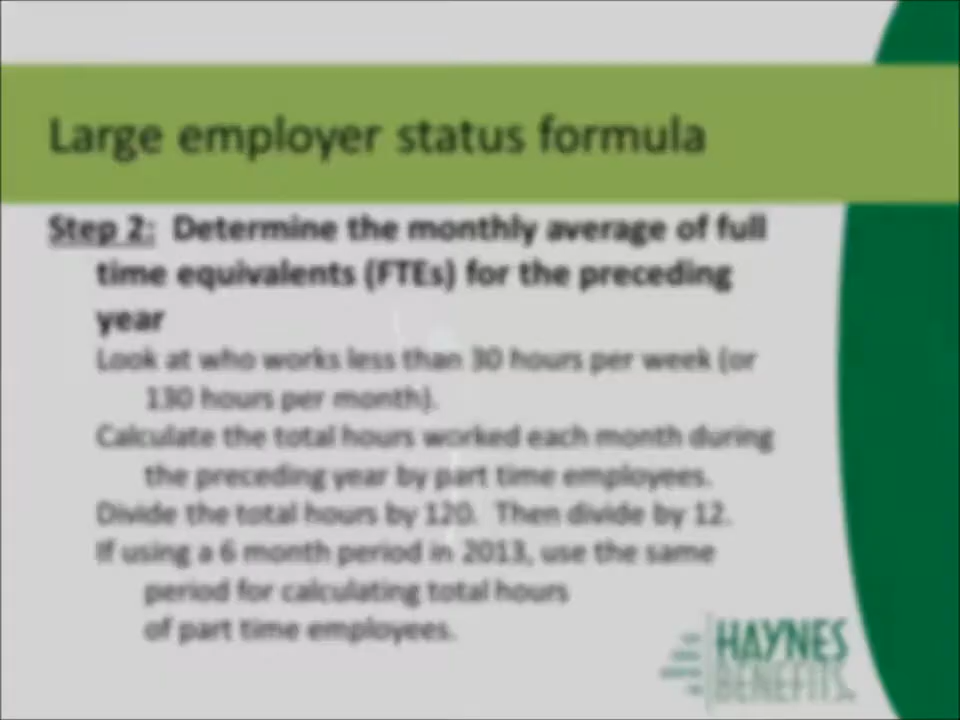 Large employer status formula
Step 2: Determine the monthly average of full
time equivalents (FTEs) for the preceding
year
Look at who works less than 30 hours per week (or
130 hours per month).
Calculate the total hours worked each month during
the preceding year by part time employees.
Divide the total hours by 120. Then divide by 12.
If using a 6 month period in 2013, use the same
period for calculating total hours
of part time employees.
HAYNES
BENEFITS